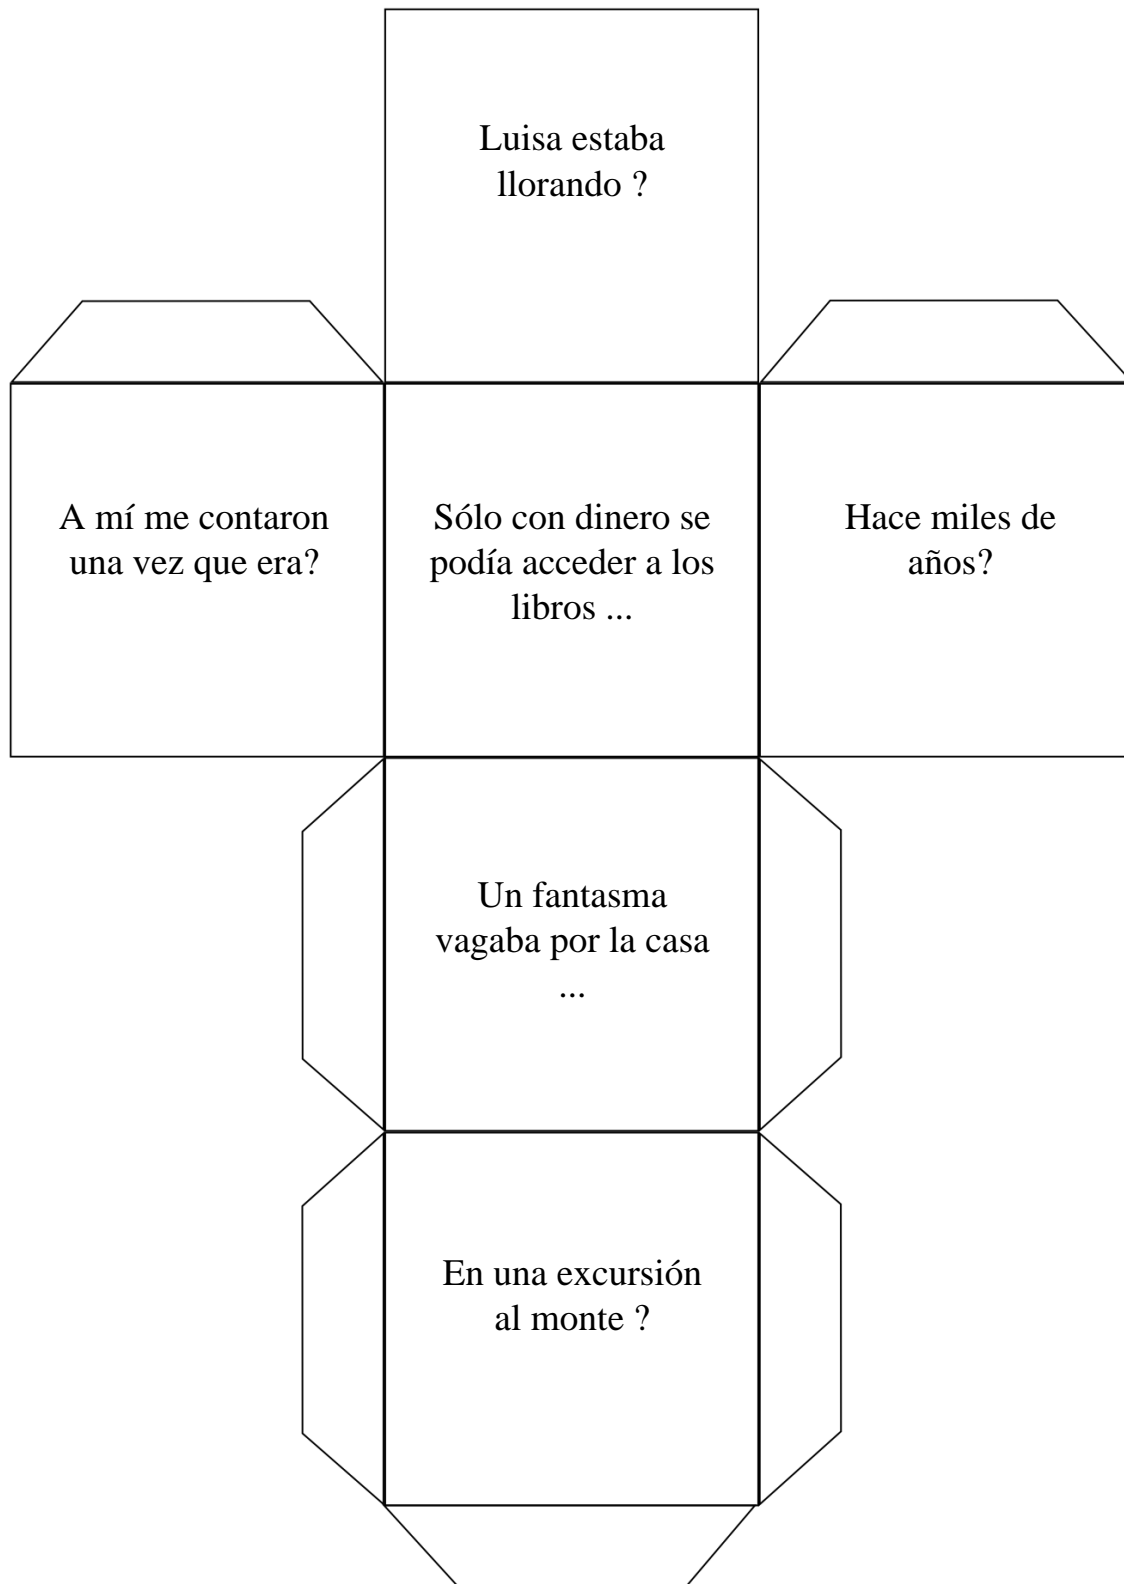 Luisa estaba
llorando ?
A mí me contaron
una vez que era?
Sólo con dinero se
podía acceder a los
libros ...
Hace miles de
años?
Un fantasma
vagaba por la casa
...
En una excursión
al monte ?